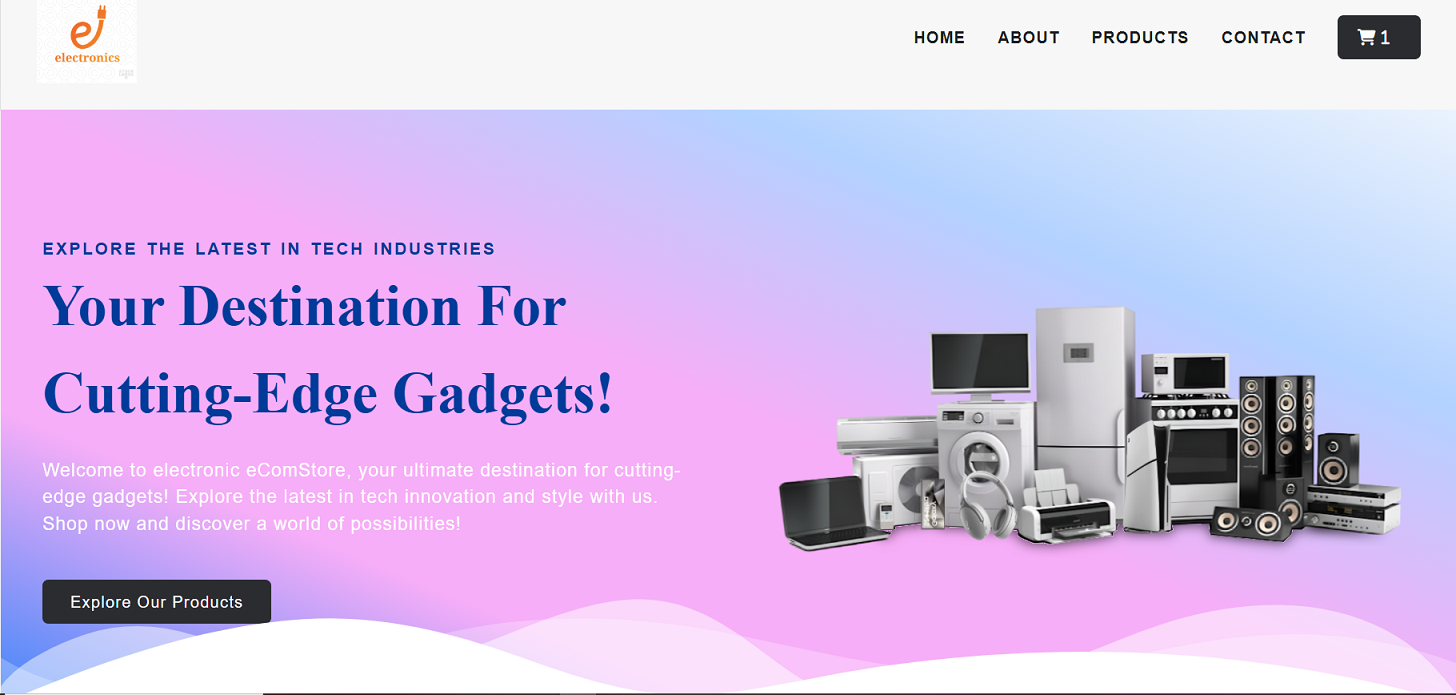 electronics
HOME ABOUT PRODUCTS CONTACT 1
EXPLORE THE LATEST IN TECH INDUSTRIES
Your Destination For
Cutting-Edge Gadgets!
Welcome to electronic eComStore, your ultimate destination for cutting-
edge gadgets! Explore the latest in tech innovation and style with us.
Shop now and discover a world of possibilities!
Explore Our Products